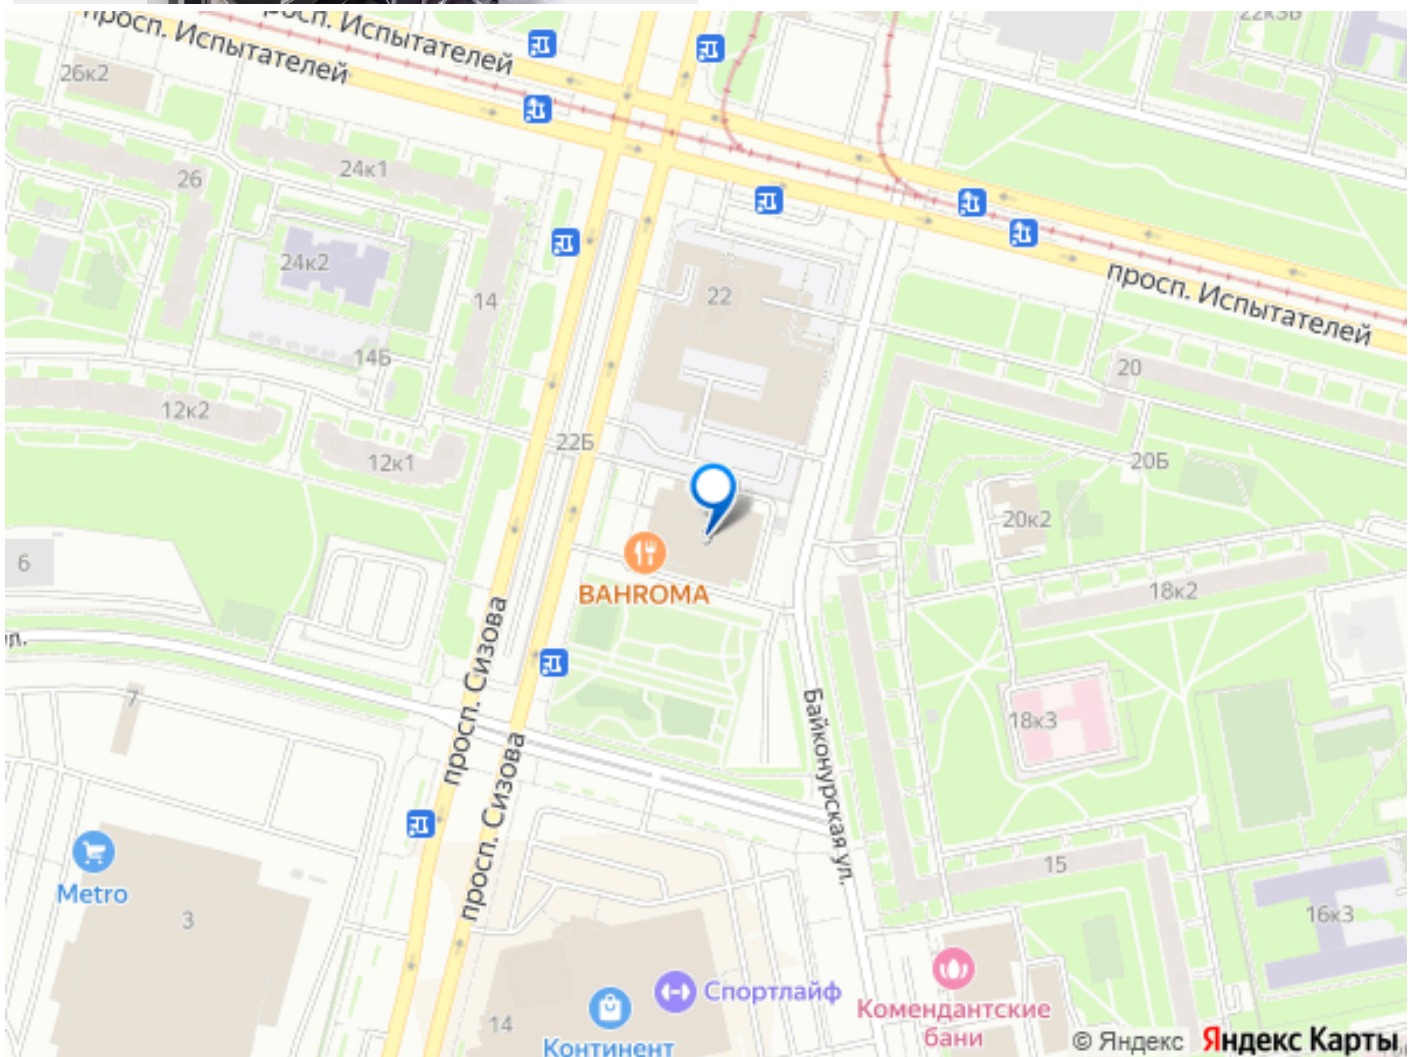 просп. Испытателей
просп. Испытателей
22к3Б
26к2
24к1
26
24к2
14
22
просп. Испытателей
14Б
12к2
12к1
22Б
20
20Б
20к2
6
BAHROMA
18к2
ул.
7
просп. Сизова
просп. Сизова
Байконурская ул.
18к3
Metro
3
15
16к3
14
Спортлайф
Континент
Комендантские
бани
© Яндекс Яндекс Карты